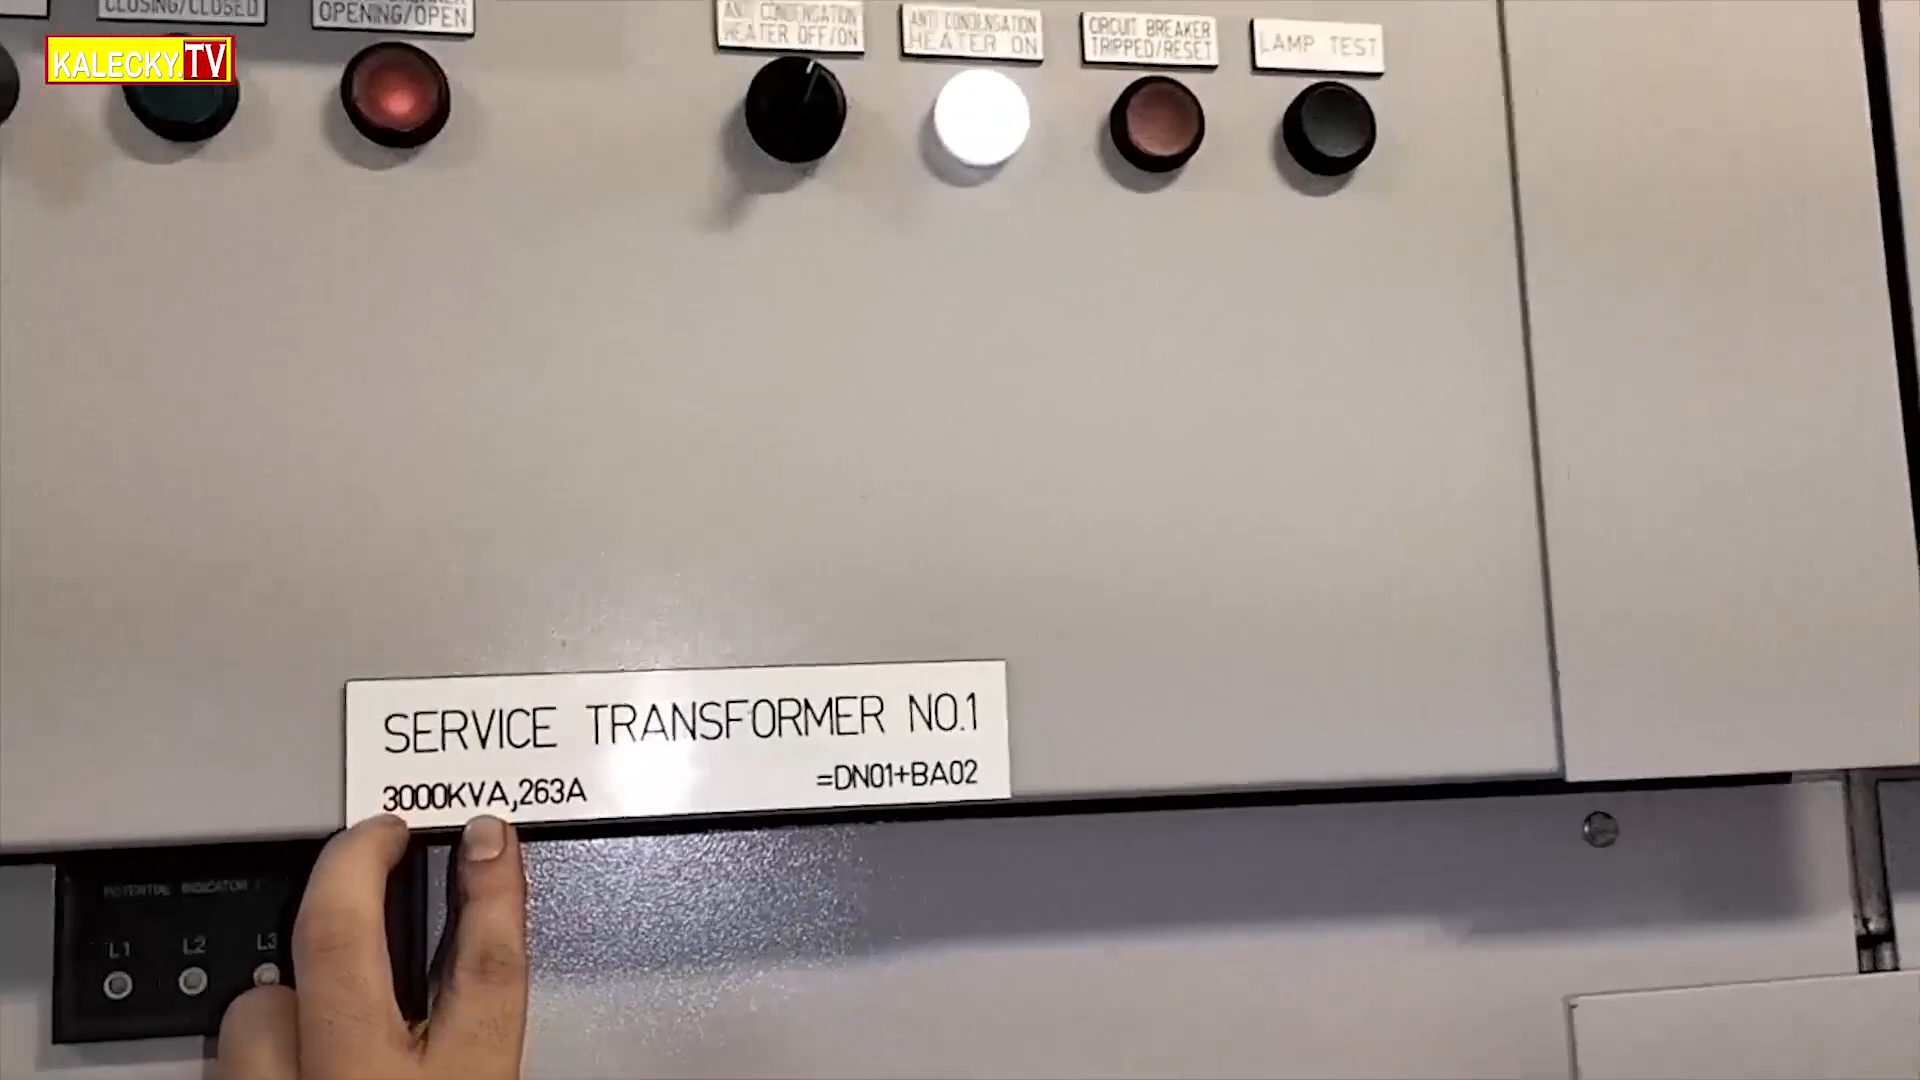 KALECKY.TV
CLOSING/CLOSED
OPENING/OPEN
ANTI CONDENSATION
HEATER OFF/ON
ANTI CONDENSATION
HEATER ON
CIRCUIT BREAKER
TRIPPED/RESET
LAMP TEST
SERVICE TRANSFORMER NO.1
3000KVA,263A
=DN01+BA02
POTENTIAL INDICATOR
L1 L2 L3